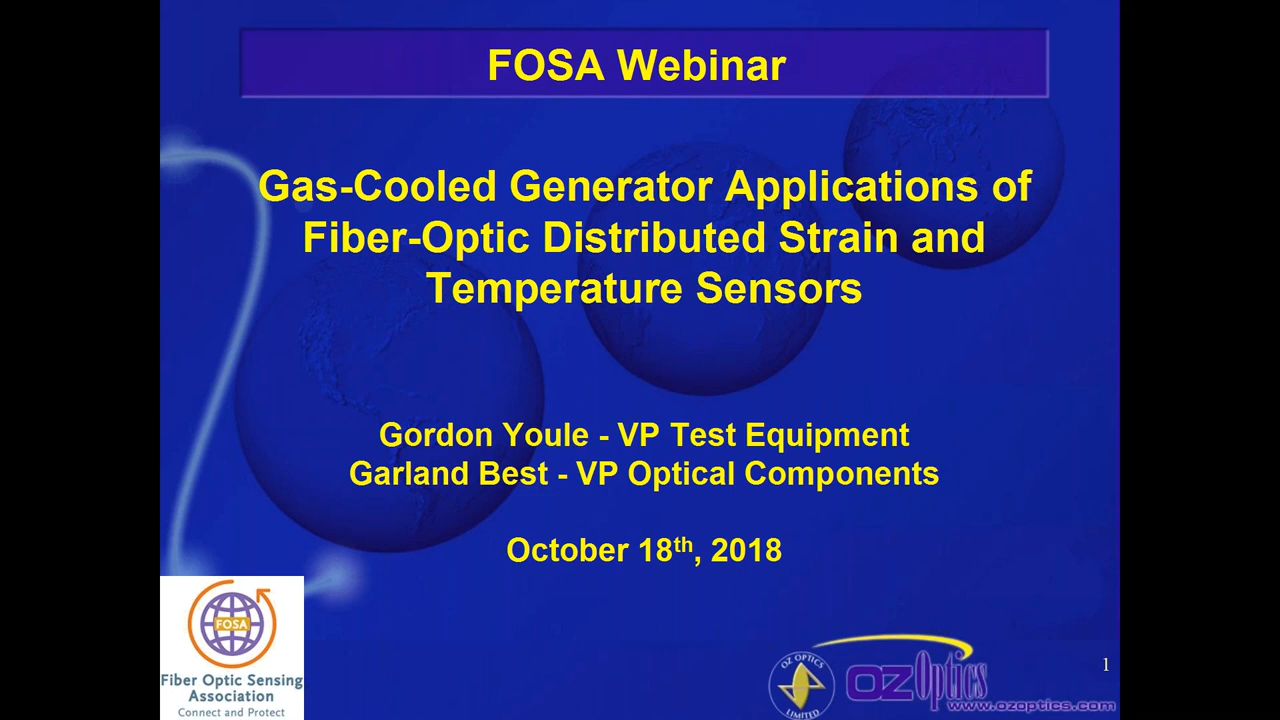 FOSA Webinar
Gas-Cooled Generator Applications of
Fiber-Optic Distributed Strain and
Temperature Sensors
Gordon Youle - VP Test Equipment
Garland Best - VP Optical Components
October 18th, 2018
FOSA
Fiber Optic Sensing
Association
Connect and Protect
OZ OPTICS
LIMITED
OZ Optics
www.ozoptics.com
1